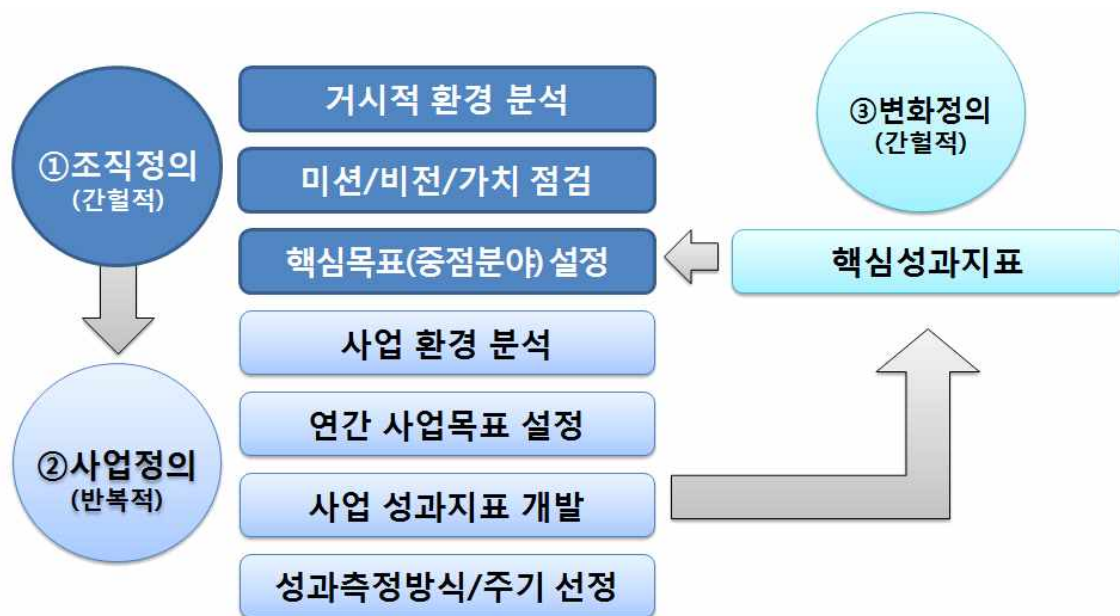 ①조직정의
(간헐적)
거시적 환경 분석
미션/비전/가치 점검
핵심목표(중점분야) 설정
②사업정의
(반복적)
사업 환경 분석
연간 사업목표 설정
사업 성과지표 개발
성과측정방식/주기 선정
③변화정의
(간헐적)
핵심성과지표